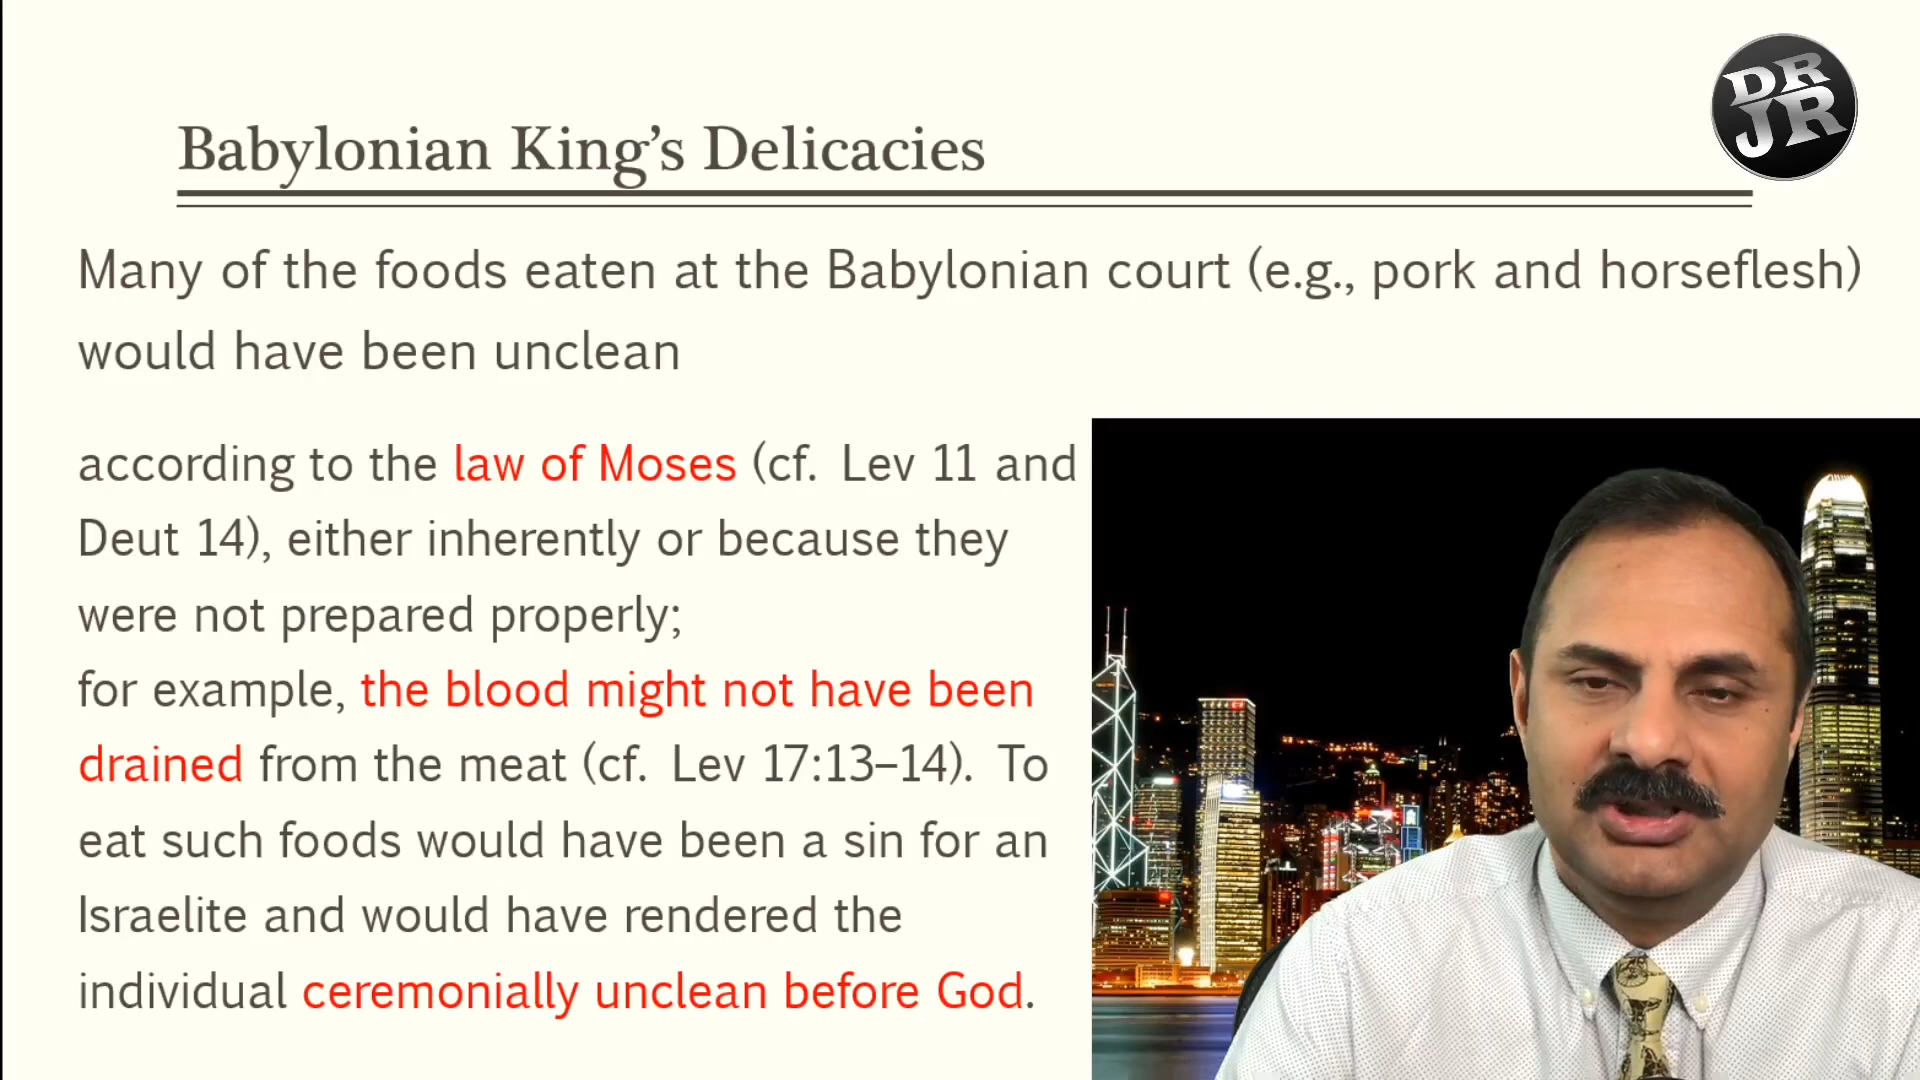 DR
JR
Babylonian King’s Delicacies
Many of the foods eaten at the Babylonian court (e.g., pork and horseflesh)
would have been unclean
according to the law of Moses (cf. Lev 11 and
Deut 14), either inherently or because they
were not prepared properly;
for example, the blood might not have been
drained from the meat (cf. Lev 17:13–14). To
eat such foods would have been a sin for an
Israelite and would have rendered the
individual ceremonially unclean before God.